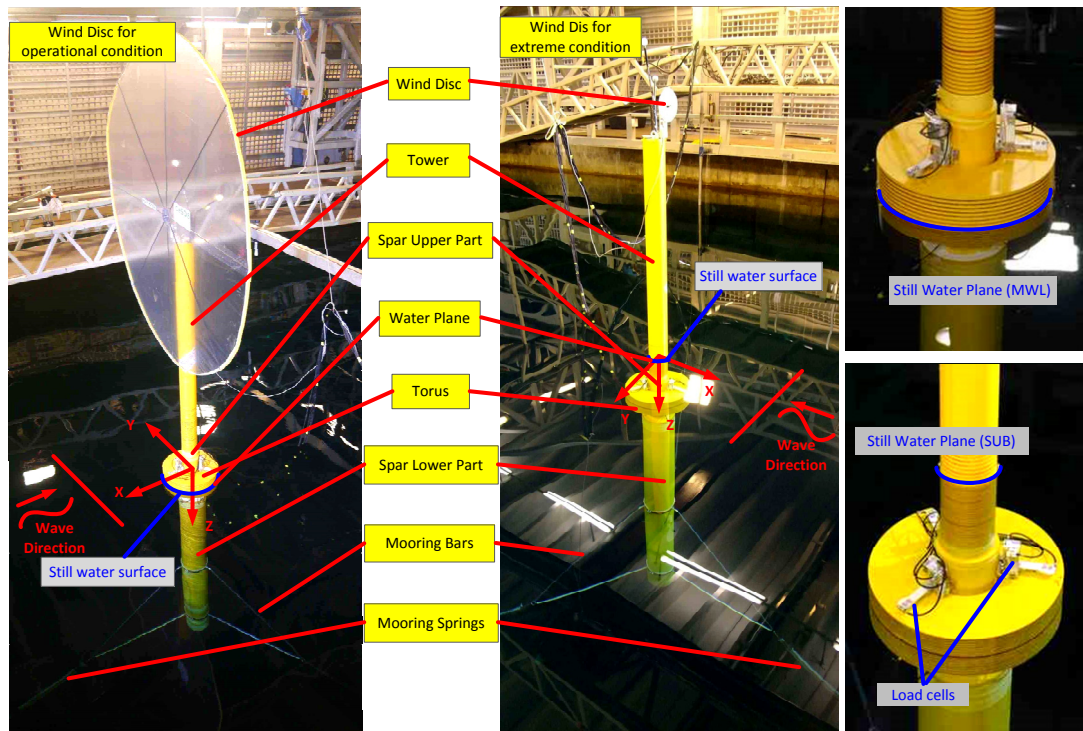 Wind Disc for
operational condition
Wind Dis for
extreme condition
Wind Disc
Tower
Spar Upper Part
Still water surface
Water Plane
X
Y
Z
Wave
Direction
Torus
Y
X
Z
Wave
Direction
Spar Lower Part
Still water surface
Mooring Bars
Mooring Springs
Still Water Plane (MWL)
Still Water Plane (SUB)
Load cells